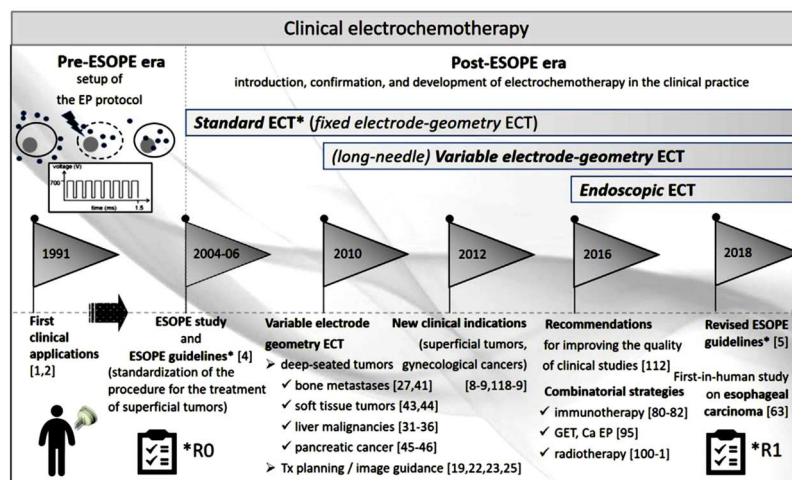 Clinical electrochemotherapy
Pre-ESOPE era
setup of
the EP protocol
voltage (V)
700
time (ms)
1.5
Post-ESOPE era
introduction, confirmation, and development of electrochemotherapy in the clinical practice
Standard ECT* (fixed electrode-geometry ECT)
(long-needle) Variable electrode-geometry ECT
Endoscopic ECT
1991
2004-06
2010
2012
2016
2018
First
clinical
applications
[1,2]
ESOPE study
and
ESOPE guidelines* [4]
(standardization of the
procedure for the treatment
of superficial tumors)
*R0
Variable electrode
geometry ECT
➢ deep-seated tumors
✓ bone metastases [27,41]
✓ soft tissue tumors [43,44]
✓ liver malignancies [31-36]
✓ pancreatic cancer [45-46]
➢ Tx planning / image guidance [19,22,23,25]
New clinical indications
(superficial tumors,
gynecological cancers)
[8-9,118-9]
Recommendations
for improving the quality
of clinical studies [112]
Combinatorial strategies
✓ immunotherapy [80-82]
✓ GET, Ca EP [95]
✓ radiotherapy [100-1]
Revised ESOPE
guidelines* [5]
First-in-human study
on esophageal
carcinoma [63]
*R1